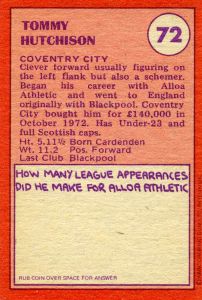 TOMMY
HUTCHISON
72
COVENTRY CITY
Clever forward usually figuring on
the left flank but also a schemer.
Began his career with Alloa
Athletic and went to England
originally with Blackpool. Coventry
City bought him for £140,000 in
October 1972. Has Under-23 and
full Scottish caps.
Ht. 5.11½ Born Cardenden
Wt. 11.2 Pos. Forward
Last Club Blackpool
HOW MANY LEAGUE APPEARANCES
DID HE MAKE FOR ALLOA ATHLETIC
RUB COIN OVER SPACE FOR ANSWER